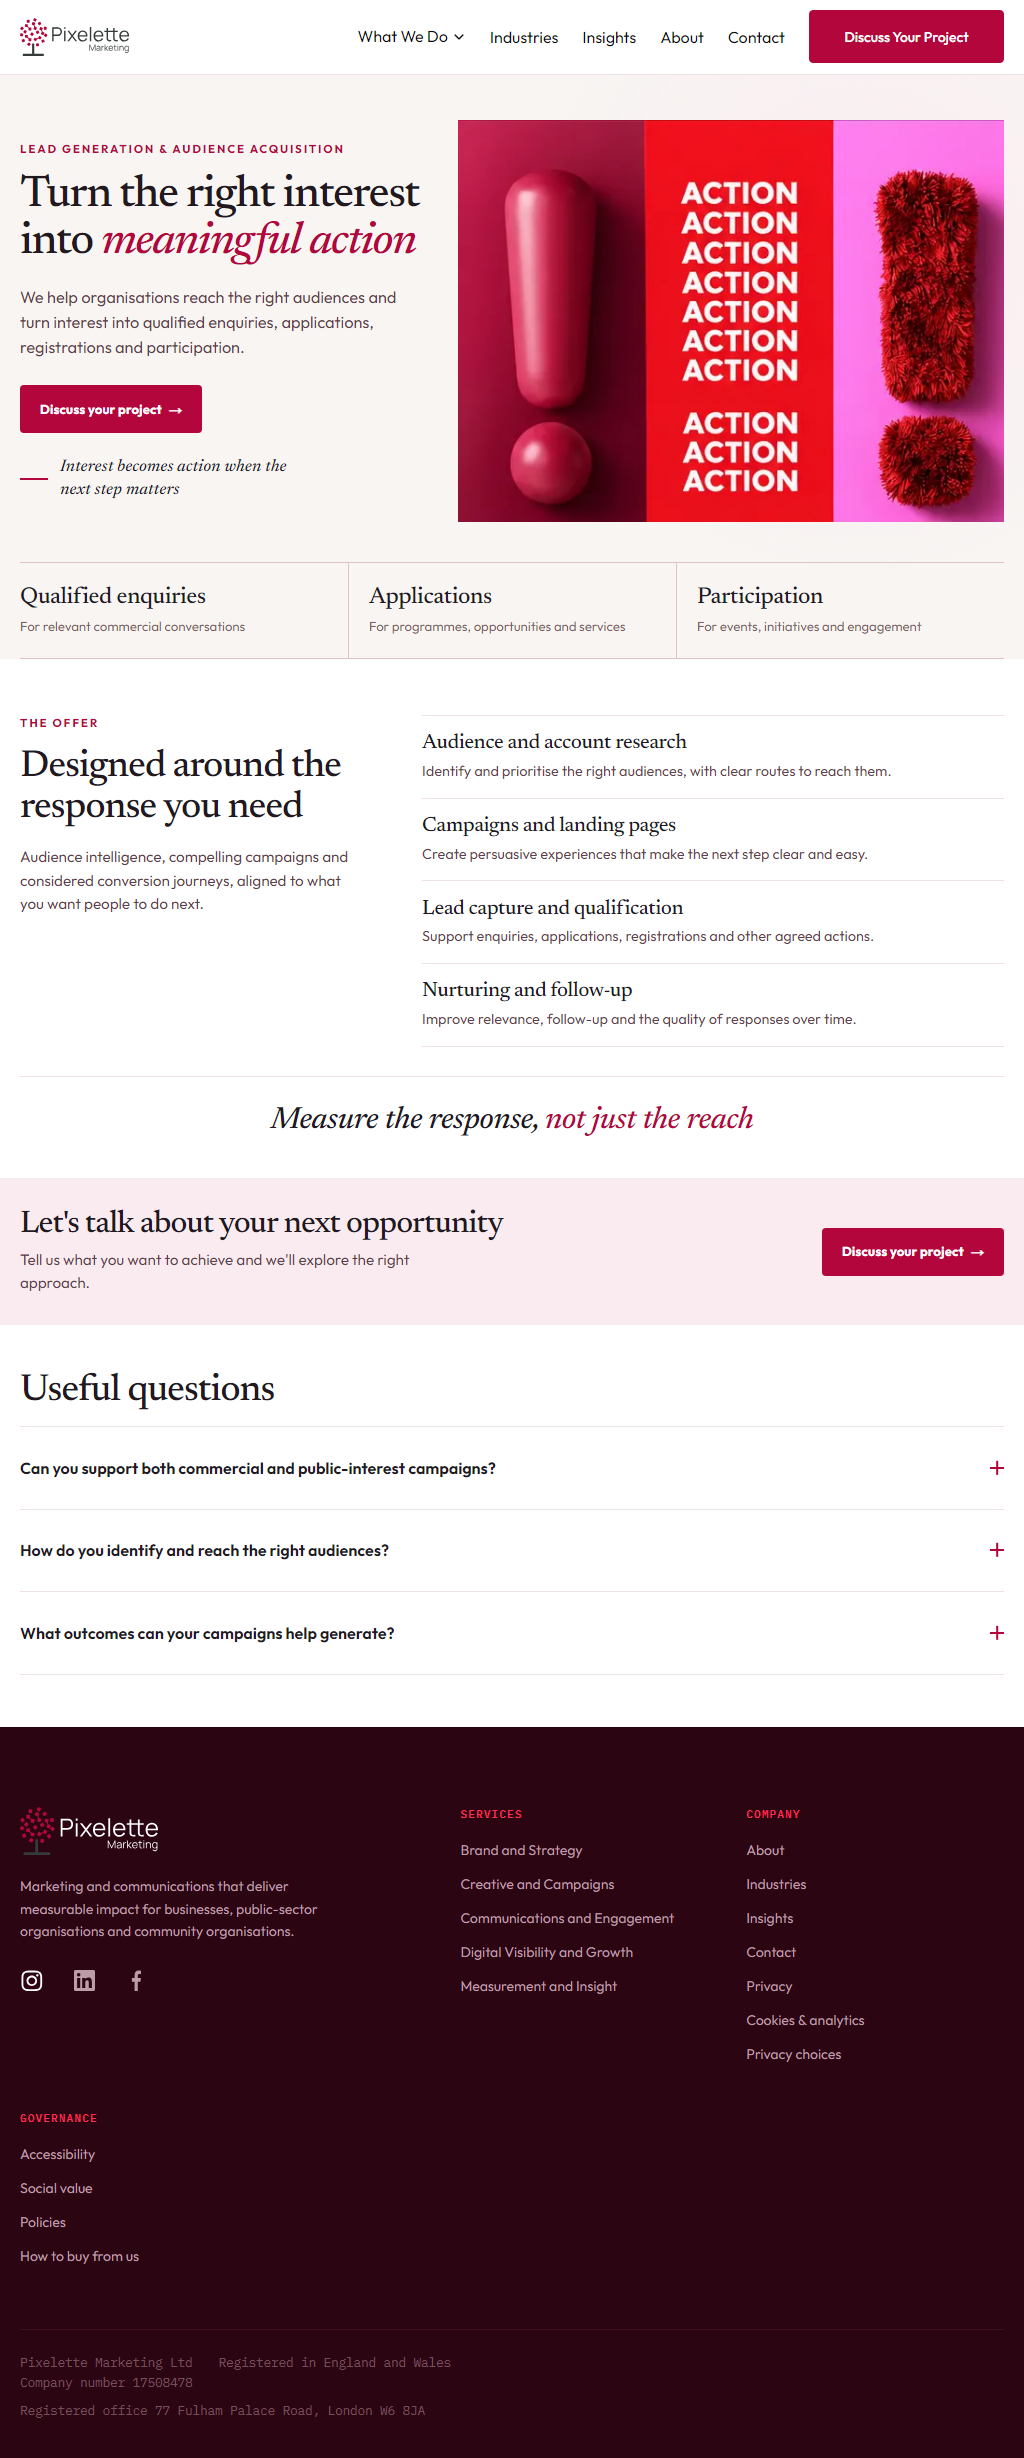 Pixelette
Marketing
What We Do
Industries
Insights
About
Contact
Discuss Your Project
LEAD GENERATION & AUDIENCE ACQUISITION
Turn the right interest
into meaningful action
We help organisations reach the right audiences and
turn interest into qualified enquiries, applications,
registrations and participation.
Discuss your project →
Interest becomes action when the
next step matters
ACTION
ACTION
ACTION
ACTION
ACTION
ACTION
ACTION
ACTION
ACTION
ACTION
Qualified enquiries
For relevant commercial conversations
Applications
For programmes, opportunities and services
Participation
For events, initiatives and engagement
THE OFFER
Designed around the
response you need
Audience intelligence, compelling campaigns and
considered conversion journeys, aligned to what
you want people to do next.
Audience and account research
Identify and prioritise the right audiences, with clear routes to reach them.
Campaigns and landing pages
Create persuasive experiences that make the next step clear and easy.
Lead capture and qualification
Support enquiries, applications, registrations and other agreed actions.
Nurturing and follow-up
Improve relevance, follow-up and the quality of responses over time.
Measure the response, not just the reach
Let's talk about your next opportunity
Tell us what you want to achieve and we'll explore the right
approach.
Discuss your project →
Useful questions
Can you support both commercial and public-interest campaigns?
How do you identify and reach the right audiences?
What outcomes can your campaigns help generate?
Pixelette
Marketing
Marketing and communications that deliver
measurable impact for businesses, public-sector
organisations and community organisations.
SERVICES
Brand and Strategy
Creative and Campaigns
Communications and Engagement
Digital Visibility and Growth
Measurement and Insight
COMPANY
About
Industries
Insights
Contact
Privacy
Cookies & analytics
Privacy choices
GOVERNANCE
Accessibility
Social value
Policies
How to buy from us
Pixelette Marketing Ltd Registered in England and Wales
Company number 17508478
Registered office 77 Fulham Palace Road, London W6 8JA